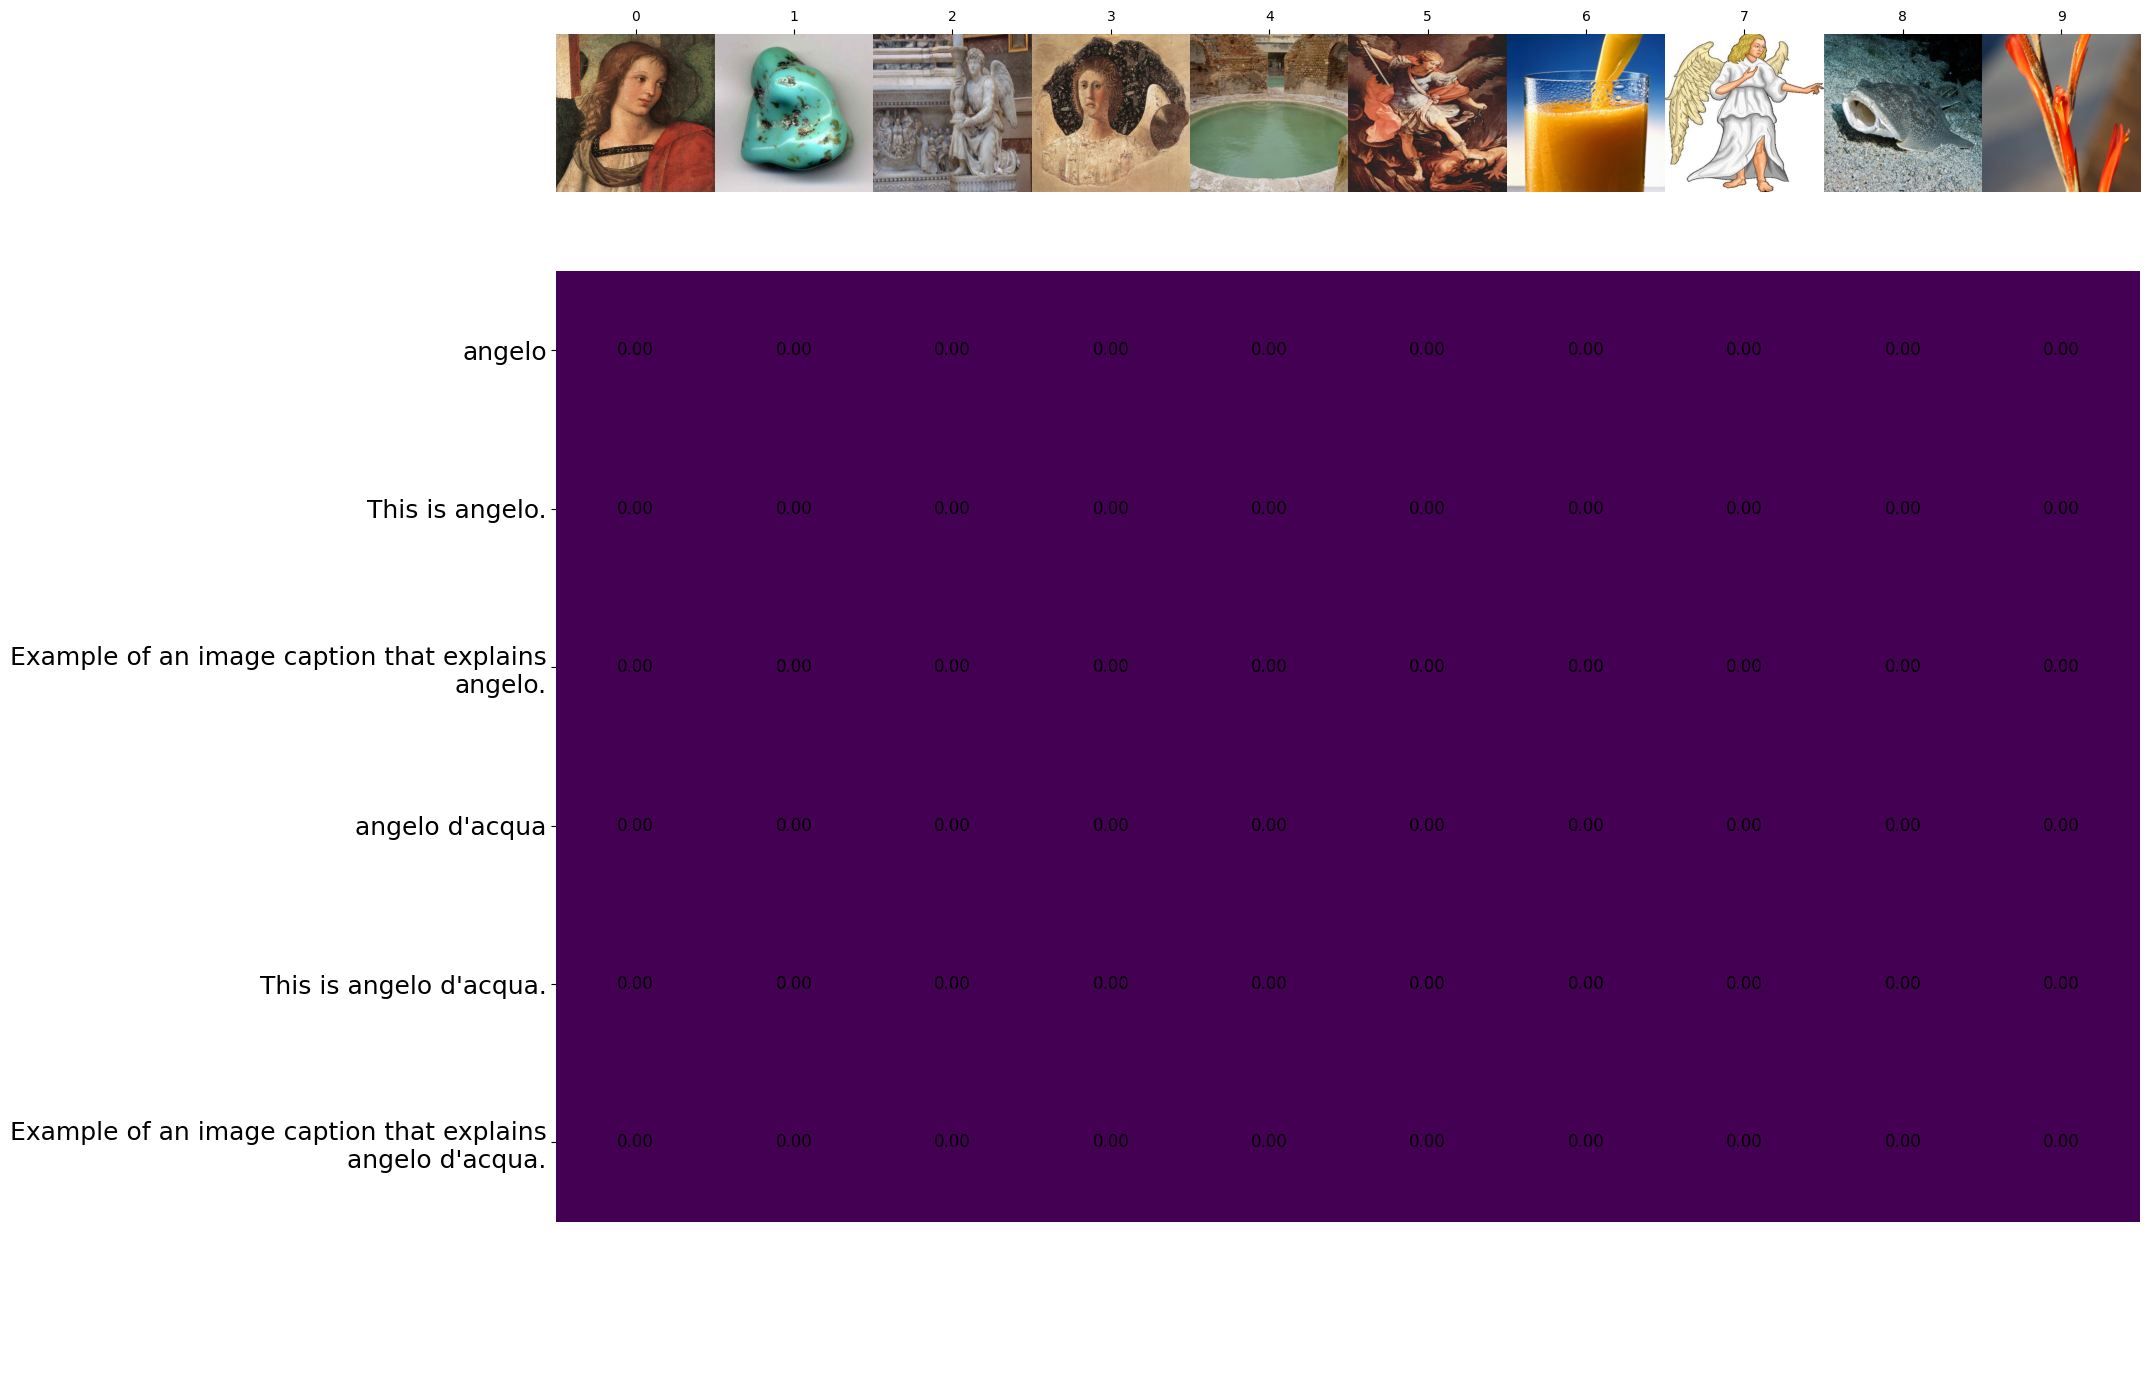 0 1 2 3 4 5 6 7 8 9
angelo
0.00 0.00 0.00 0.00 0.00 0.00 0.00 0.00 0.00 0.00
This is angelo.
0.00 0.00 0.00 0.00 0.00 0.00 0.00 0.00 0.00 0.00
Example of an image caption that explains
angelo.
0.00 0.00 0.00 0.00 0.00 0.00 0.00 0.00 0.00 0.00
angelo d'acqua
0.00 0.00 0.00 0.00 0.00 0.00 0.00 0.00 0.00 0.00
This is angelo d'acqua.
0.00 0.00 0.00 0.00 0.00 0.00 0.00 0.00 0.00 0.00
Example of an image caption that explains
angelo d'acqua.
0.00 0.00 0.00 0.00 0.00 0.00 0.00 0.00 0.00 0.00